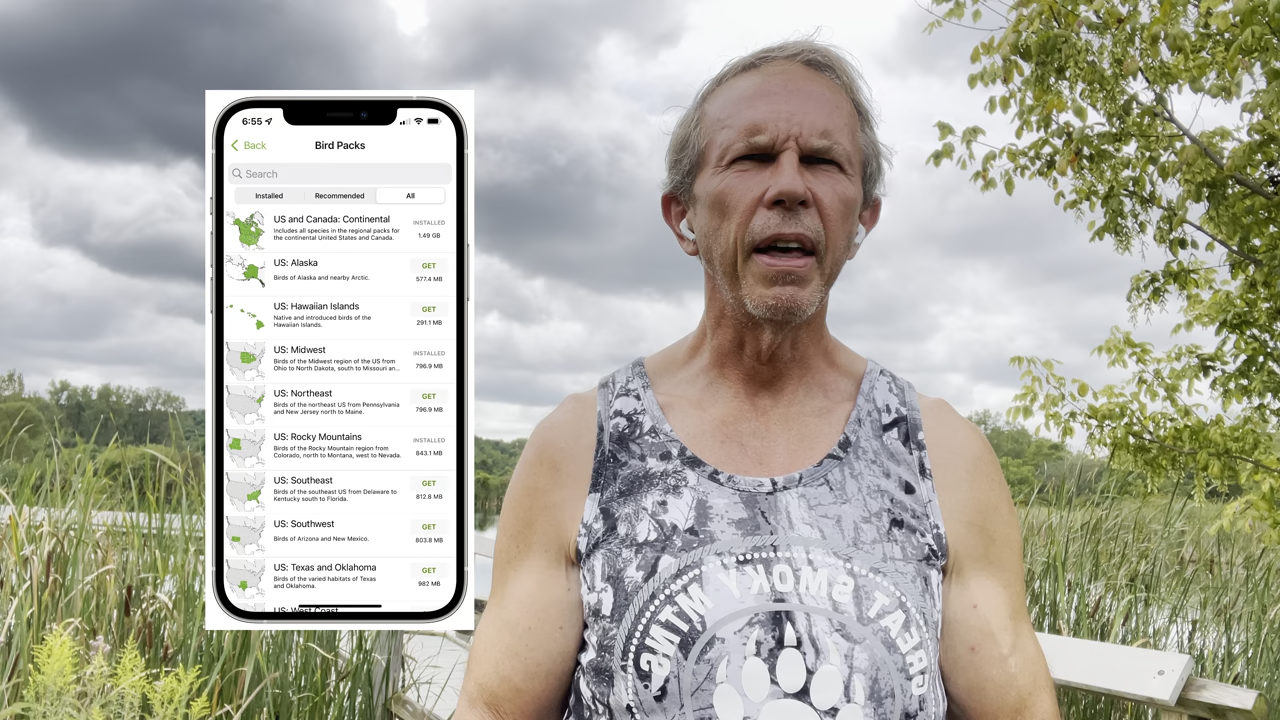 6:55
Back
Bird Packs
Search
Installed
Recommended
All
US and Canada: Continental
Includes all species in the regional packs for
the continental United States and Canada.
INSTALLED
1.49 GB
US: Alaska
Birds of Alaska and nearby Arctic.
GET
577.4 MB
US: Hawaiian Islands
Native and introduced birds of the
Hawaiian Islands.
GET
291.1 MB
US: Midwest
Birds of the Midwest region of the US from
Ohio to North Dakota, south to Missouri an...
INSTALLED
796.9 MB
US: Northeast
Birds of the northeast US from Pennsylvania
and New Jersey north to Maine.
GET
796.9 MB
US: Rocky Mountains
Birds of the Rocky Mountain region from
Colorado, north to Montana, west to Nevada.
INSTALLED
843.1 MB
US: Southeast
Birds of the southeast US from Delaware to
Kentucky south to Florida.
GET
812.8 MB
US: Southwest
Birds of Arizona and New Mexico.
GET
803.8 MB
US: Texas and Oklahoma
Birds of the varied habitats of Texas
and Oklahoma.
GET
982 MB
US: West Coast
GREAT SMOKY MTNS